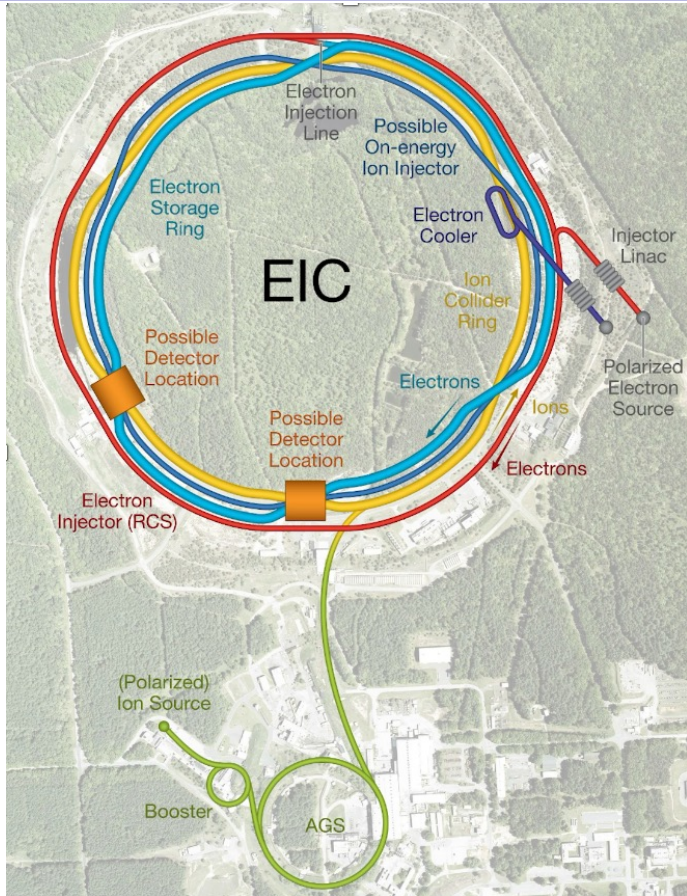 Electron
Injection
Line
Possible
On-energy
Ion Injector
Electron
Storage
Ring
Electron
Cooler
Injector
Linac
EIC
Ion
Collider
Ring
Possible
Detector
Location
Polarized
Electron
Source
Electrons
Ions
Possible
Detector
Location
Electrons
Electron
Injector (RCS)
(Polarized)
Ion Source
Booster
AGS